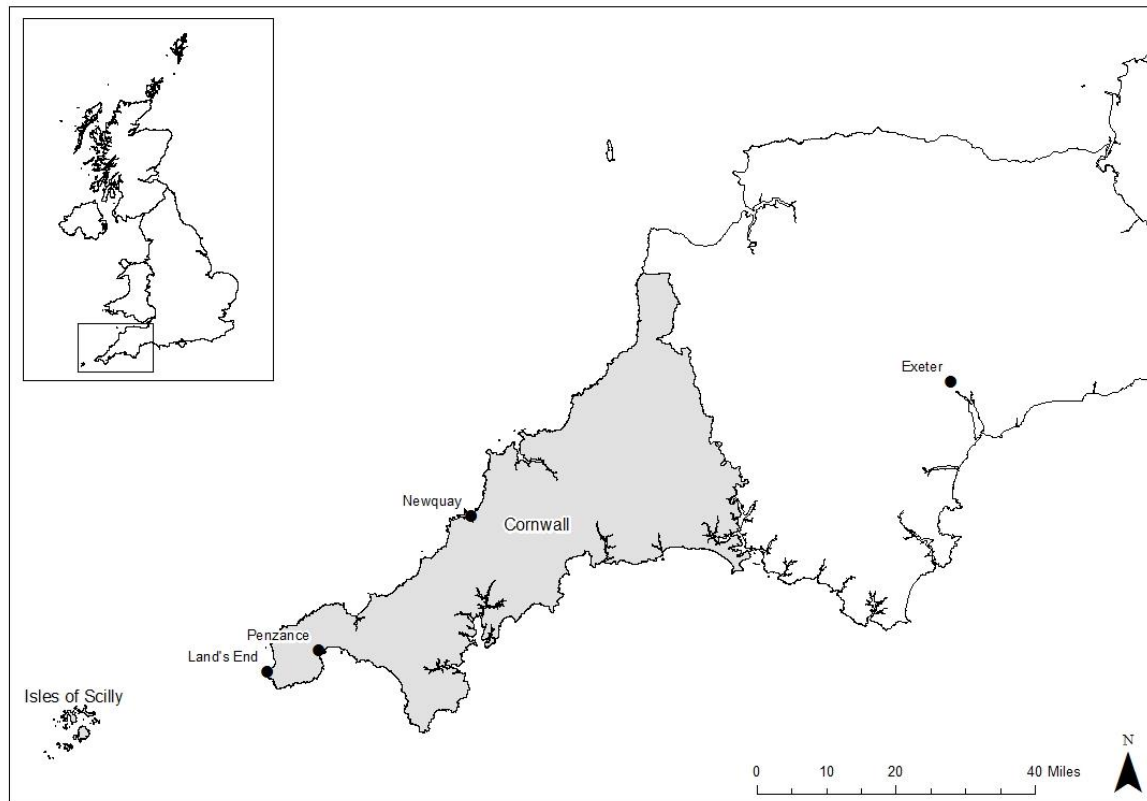 Exeter
Newquay
Cornwall
Penzance
Land's End
Isles of Scilly
N
0 10 20 40 Miles